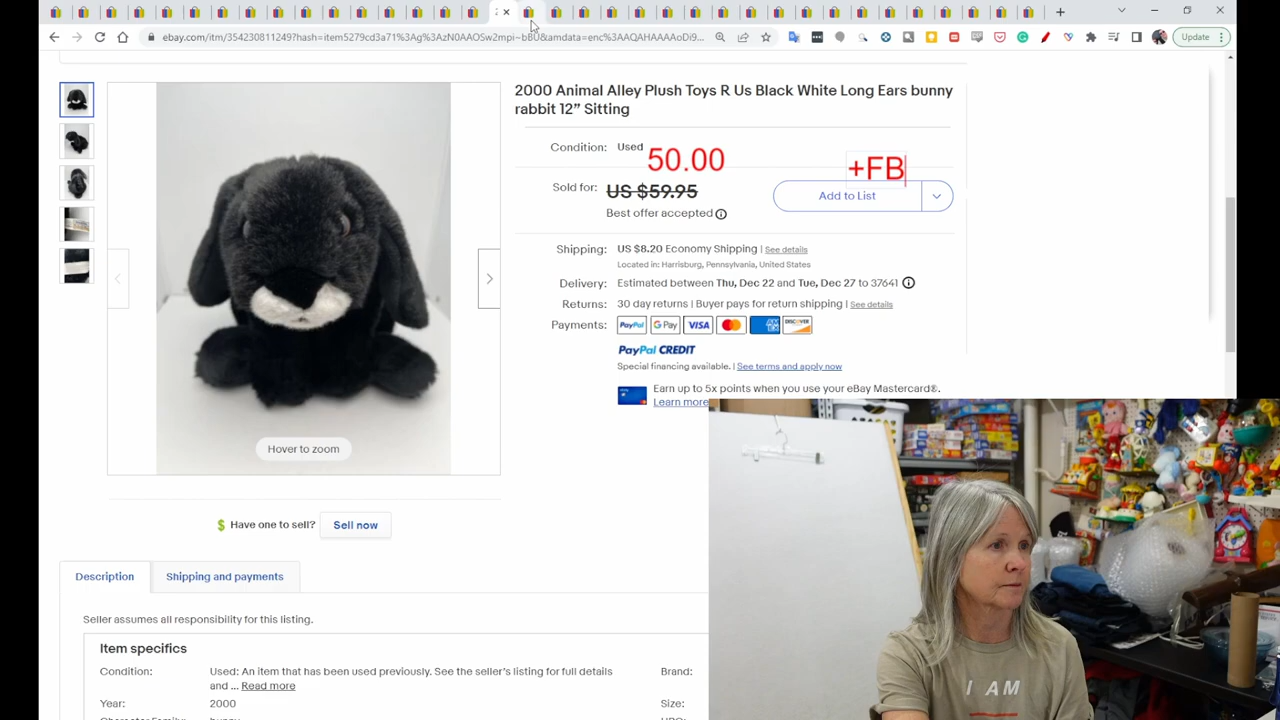 ebay.com/itm/354230811249?hash=item5279cd3a71%3Ag%3AzN0AAOSw2mpi~bBU&amdata=enc%3AAQAHAAAAoDi9...
Update
2000 Animal Alley Plush Toys R Us Black White Long Ears bunny
rabbit 12” Sitting
Condition: Used
50.00
+FB
Sold for: US $59.95
Add to List
Best offer accepted
Shipping: US $8.20 Economy Shipping | See details
Located in: Harrisburg, Pennsylvania, United States
Delivery: Estimated between Thu, Dec 22 and Tue, Dec 27 to 37641
Returns: 30 day returns | Buyer pays for return shipping | See details
Payments: PayPal G Pay VISA DISCOVER
PayPal CREDIT
Special financing available. | See terms and apply now
Earn up to 5x points when you use your eBay Mastercard®.
Learn more
Hover to zoom
Have one to sell? Sell now
Description Shipping and payments
Seller assumes all responsibility for this listing.
Item specifics
Condition: Used: An item that has been used previously. See the seller's listing for full details
and ... Read more
Brand:
Year: 2000
Size:
I AM